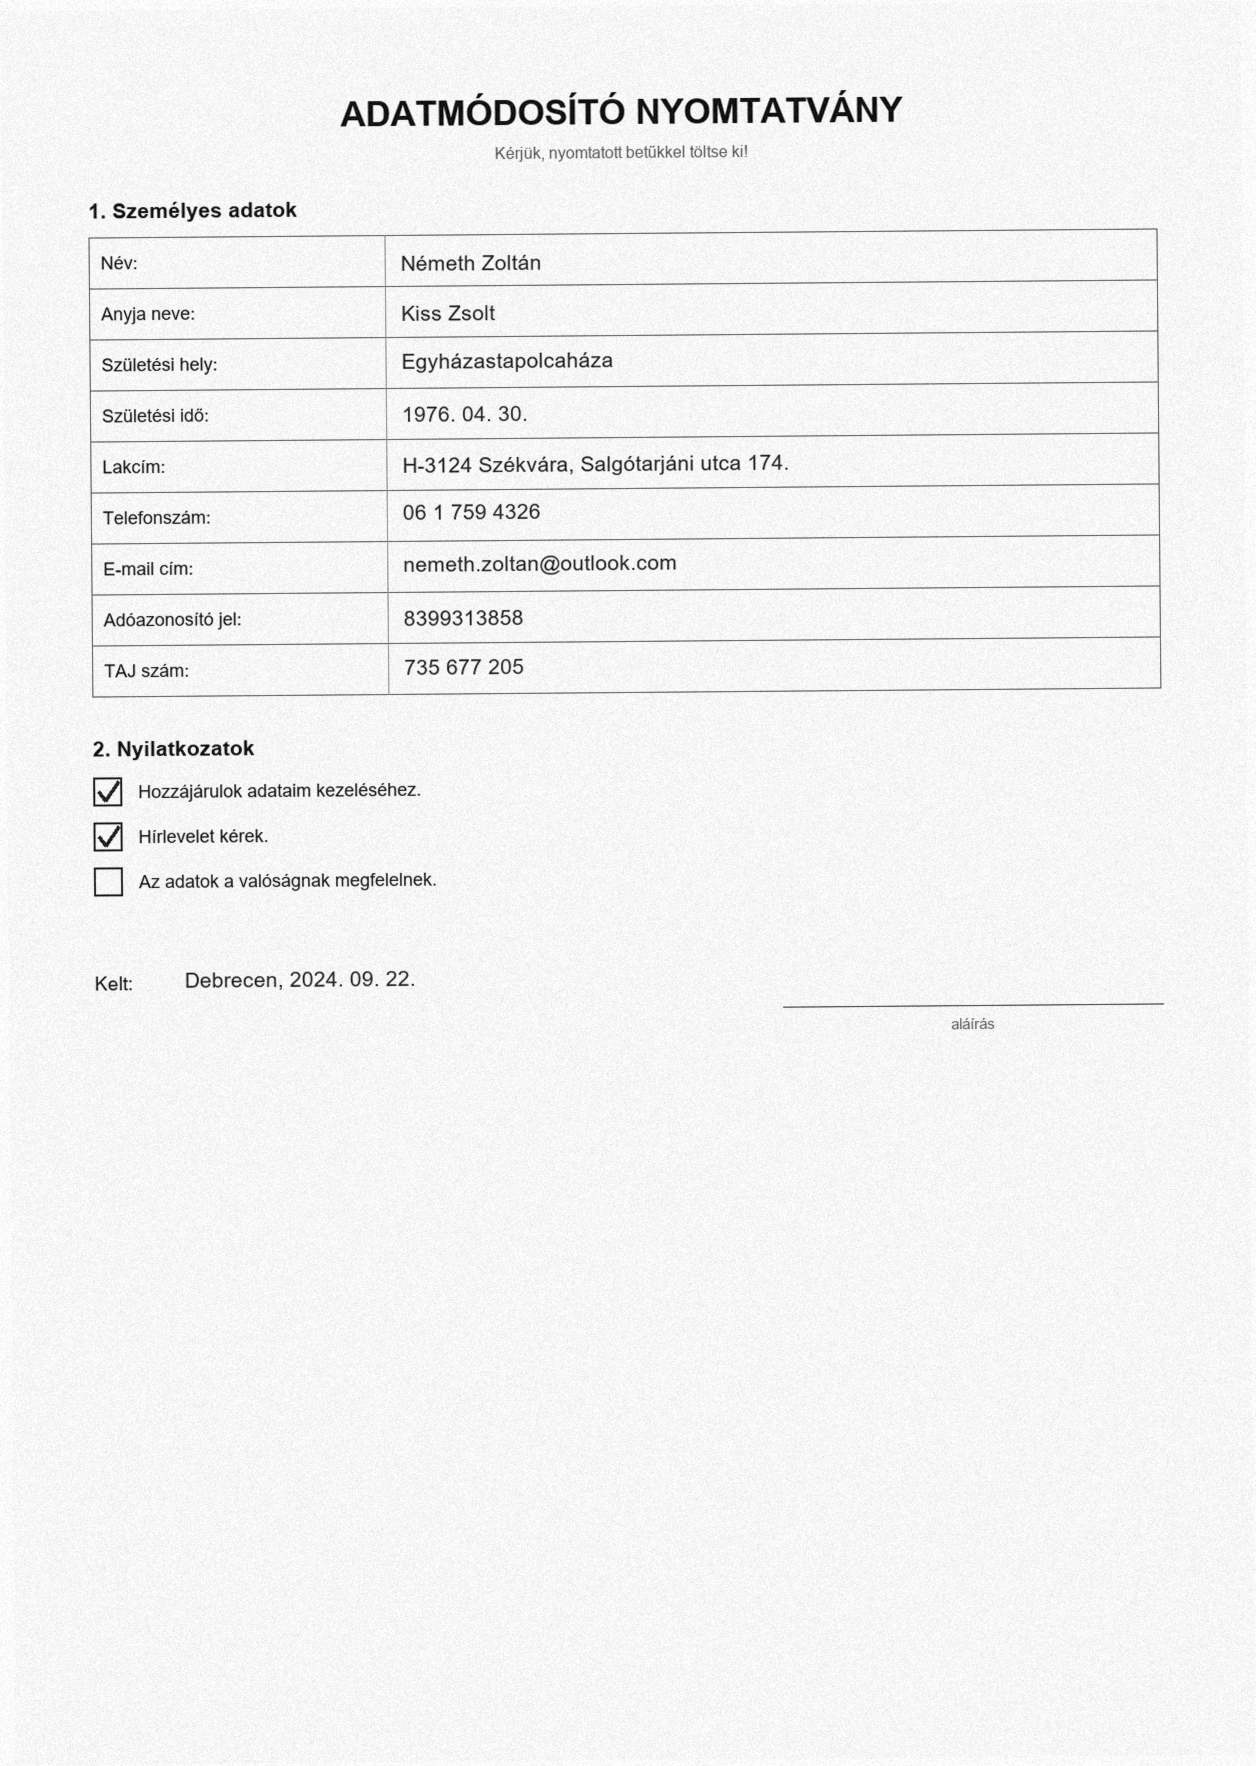 ADATMÓDOSÍTÓ NYOMTATVÁNY
Kérjük, nyomtatott betűkkel töltse ki!
1. Személyes adatok
Név: Németh Zoltán
Anyja neve: Kiss Zsolt
Születési hely: Egyházastapolcaháza
Születési idő: 1976. 04. 30.
Lakcím: H-3124 Székvára, Salgótarjáni utca 174.
Telefonszám: 06 1 759 4326
E-mail cím: nemeth.zoltan@outlook.com
Adóazonosító jel: 8399313858
TAJ szám: 735 677 205
2. Nyilatkozatok
Hozzájárulok adataim kezeléséhez.
Hírlevelet kérek.
Az adatok a valóságnak megfelelnek.
Kelt: Debrecen, 2024. 09. 22.
aláírás